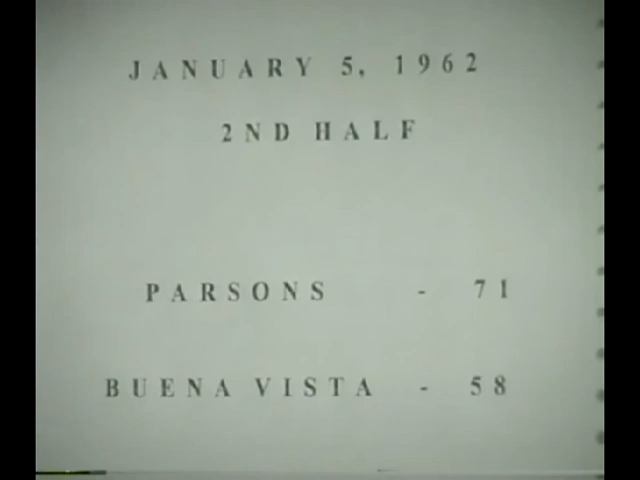 JANUARY 5, 1962
2ND HALF
PARSONS - 71
BUENA VISTA - 58